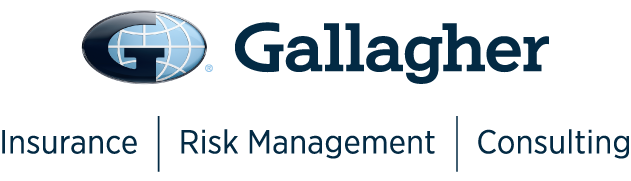 G® Gallagher
Insurance | Risk Management | Consulting